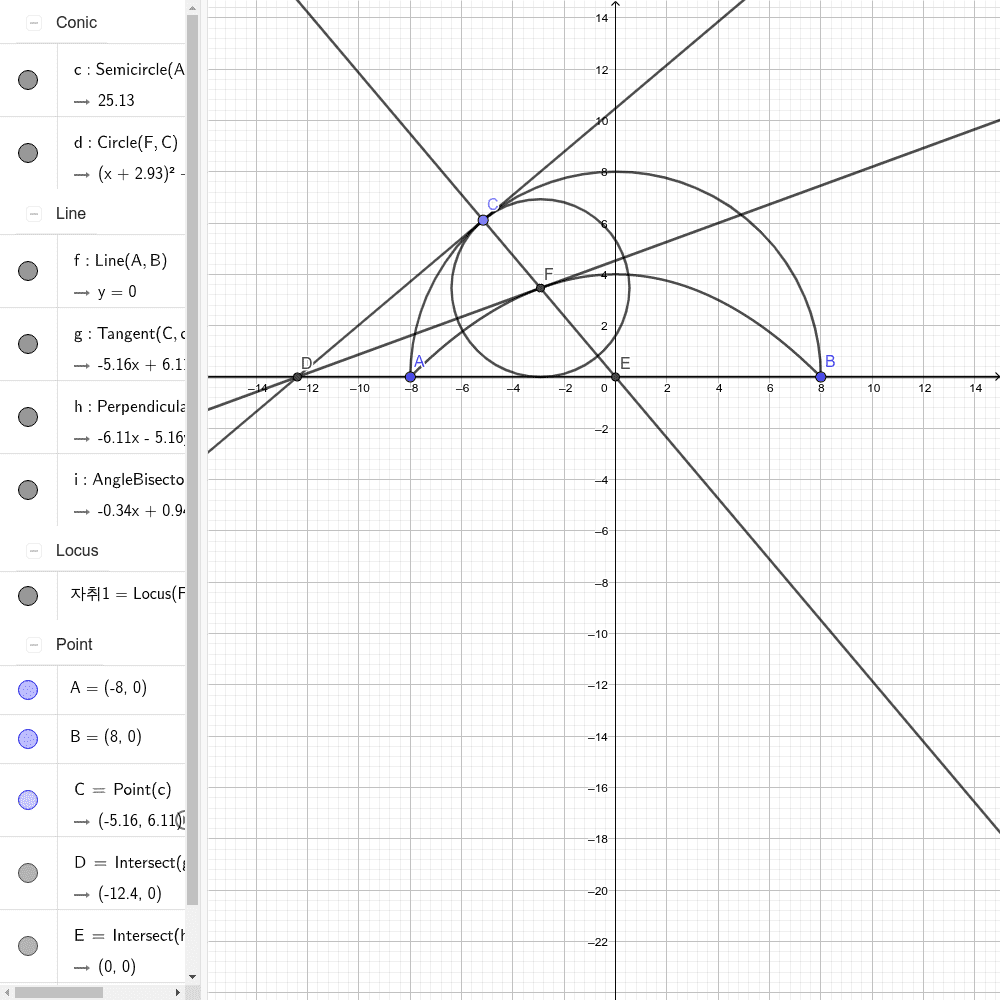 Conic
c : Semicircle(A
→ 25.13
d : Circle(F, C)
→ (x + 2.93)² -
Line
f : Line(A, B)
→ y = 0
g : Tangent(C, c
→ -5.16x + 6.1
h : Perpendicula
→ -6.11x - 5.16y
i : AngleBisecto
→ -0.34x + 0.94
Locus
자취1 = Locus(F
Point
A = (-8, 0)
B = (8, 0)
C = Point(c)
→ (-5.16, 6.11)
D = Intersect(g
→ (-12.4, 0)
E = Intersect(h
→ (0, 0)
14
12
10
8
C
6
F
4
2
D A E B
–14 –12 –10 –8 –6 –4 –2 0 2 4 6 8 10 12 14
–2
–4
–6
–8
–10
–12
–14
–16
–18
–20
–22